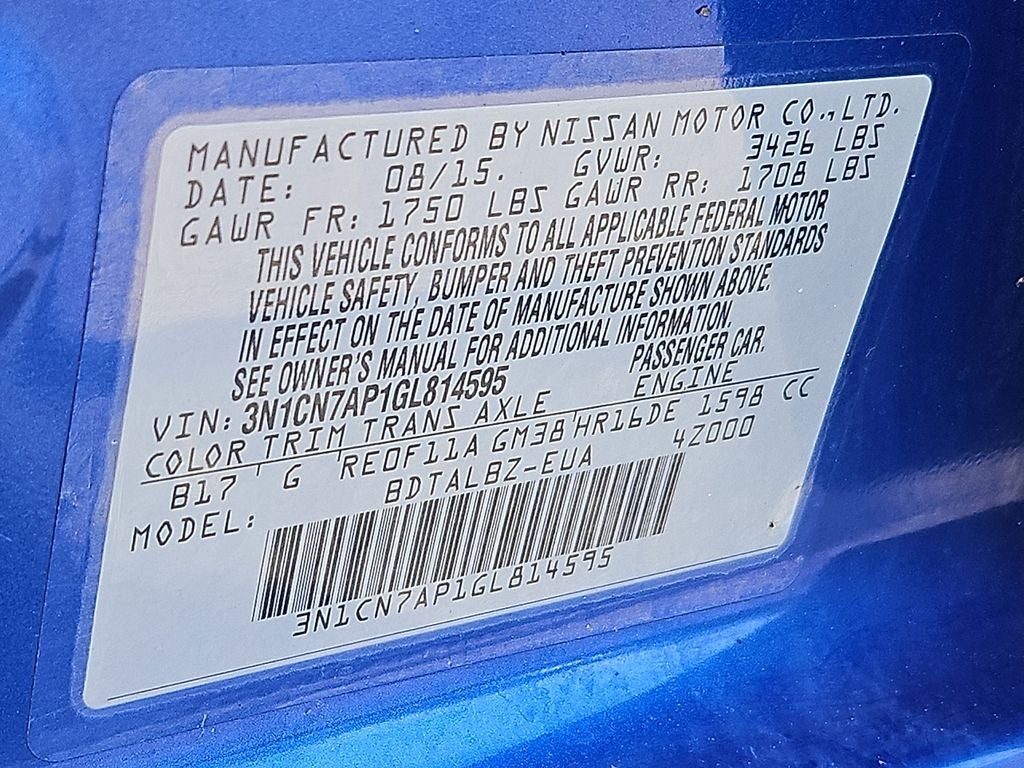 MANUFACTURED BY NISSAN MOTOR CO.,LTD.
DATE: 08/15. GVWR: 3426 LBS
GAWR FR: 1750 LBS GAWR RR: 1708 LBS
THIS VEHICLE CONFORMS TO ALL APPLICABLE FEDERAL MOTOR
VEHICLE SAFETY, BUMPER AND THEFT PREVENTION STANDARDS
IN EFFECT ON THE DATE OF MANUFACTURE SHOWN ABOVE.
SEE OWNER'S MANUAL FOR ADDITIONAL INFORMATION.
VIN: 3N1CN7AP1GL814595 PASSENGER CAR.
COLOR TRIM TRANS AXLE ENGINE
B17 G RE0F11A GM38 HR16DE 1598 CC
MODEL: BDTALBZ-EUA 4Z000
3N1CN7AP1GL814595